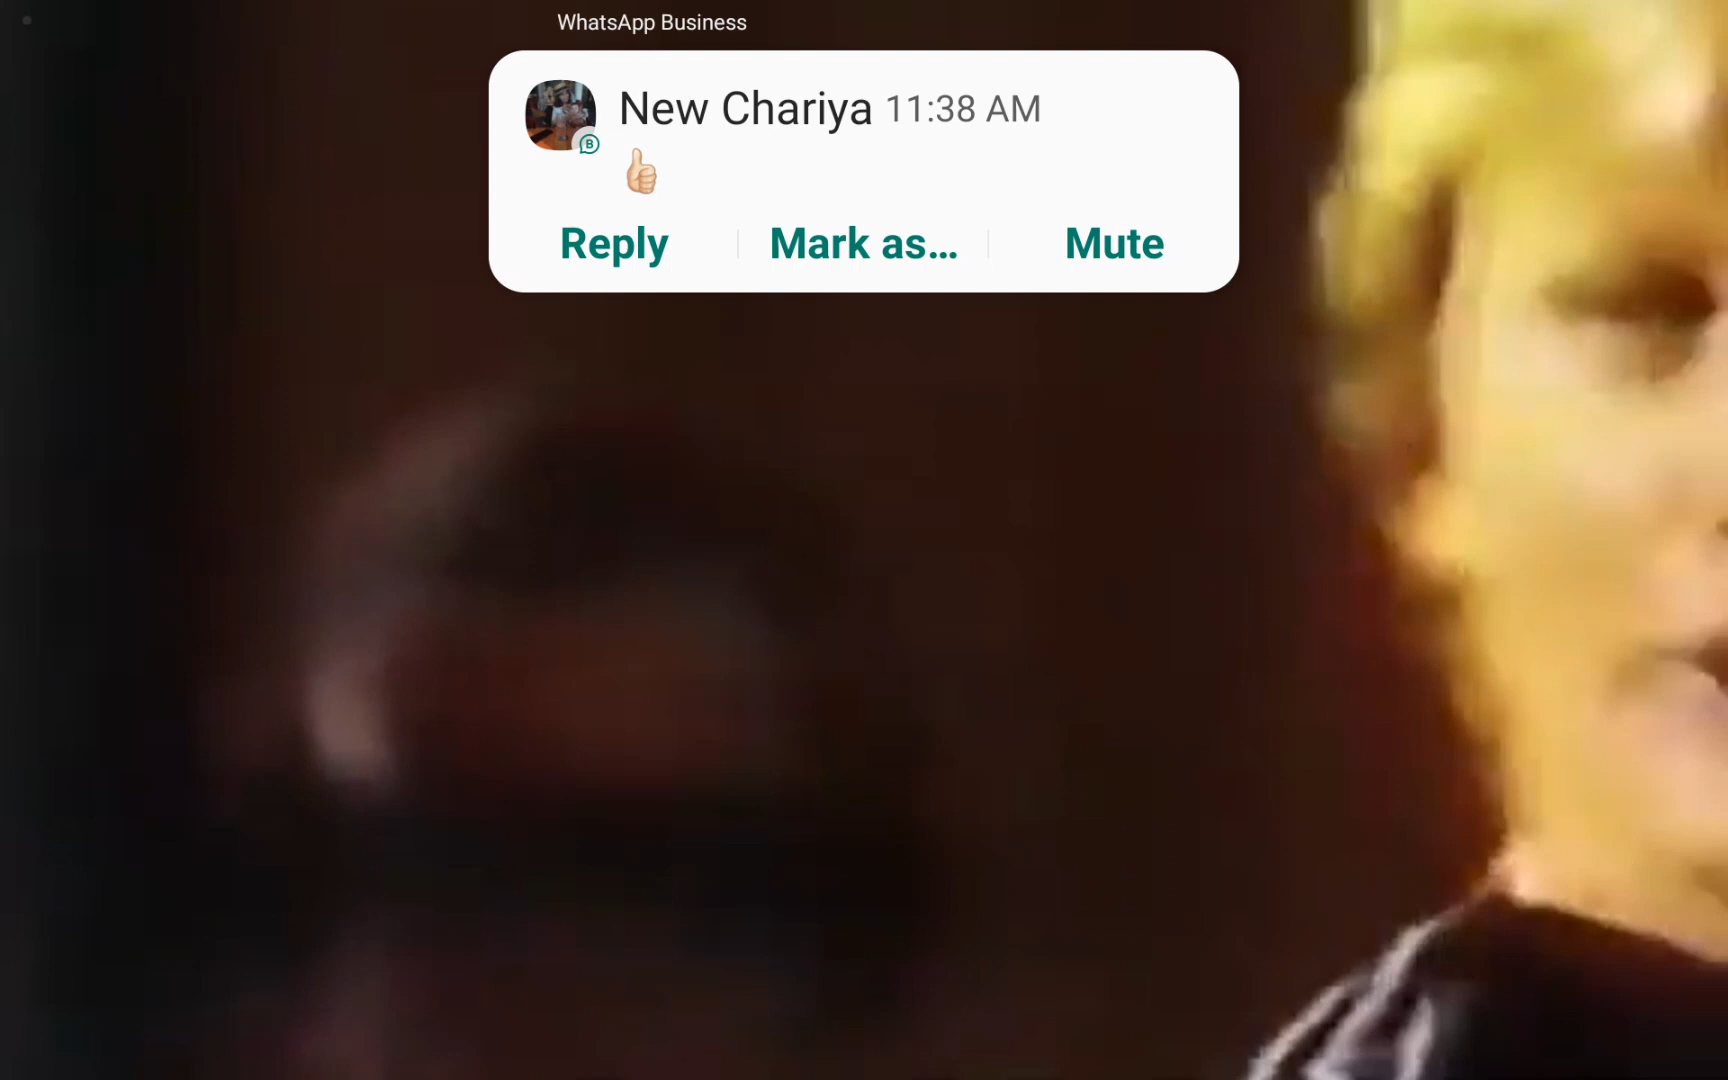 WhatsApp Business
New Chariya 11:38 AM
👍🏻
Reply Mark as... Mute